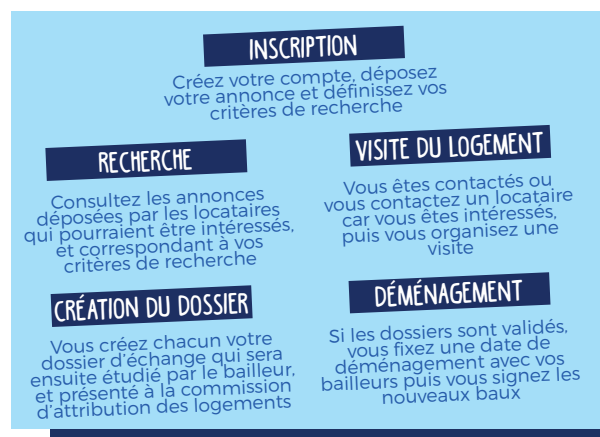 INSCRIPTION
Créez votre compte, déposez
votre annonce et définissez vos
critères de recherche
RECHERCHE
Consultez les annonces
déposées par les locataires
qui pourraient être intéressés,
et correspondant à vos
critères de recherche
VISITE DU LOGEMENT
Vous êtes contactés ou
vous contactez un locataire
car vous êtes intéressés,
puis vous organisez une
visite
CRÉATION DU DOSSIER
Vous créez chacun votre
dossier d'échange qui sera
ensuite étudié par le bailleur,
et présenté à la commission
d'attribution des logements
DÉMÉNAGEMENT
Si les dossiers sont validés,
vous fixez une date de
déménagement avec vos
bailleurs puis vous signez les
nouveaux baux